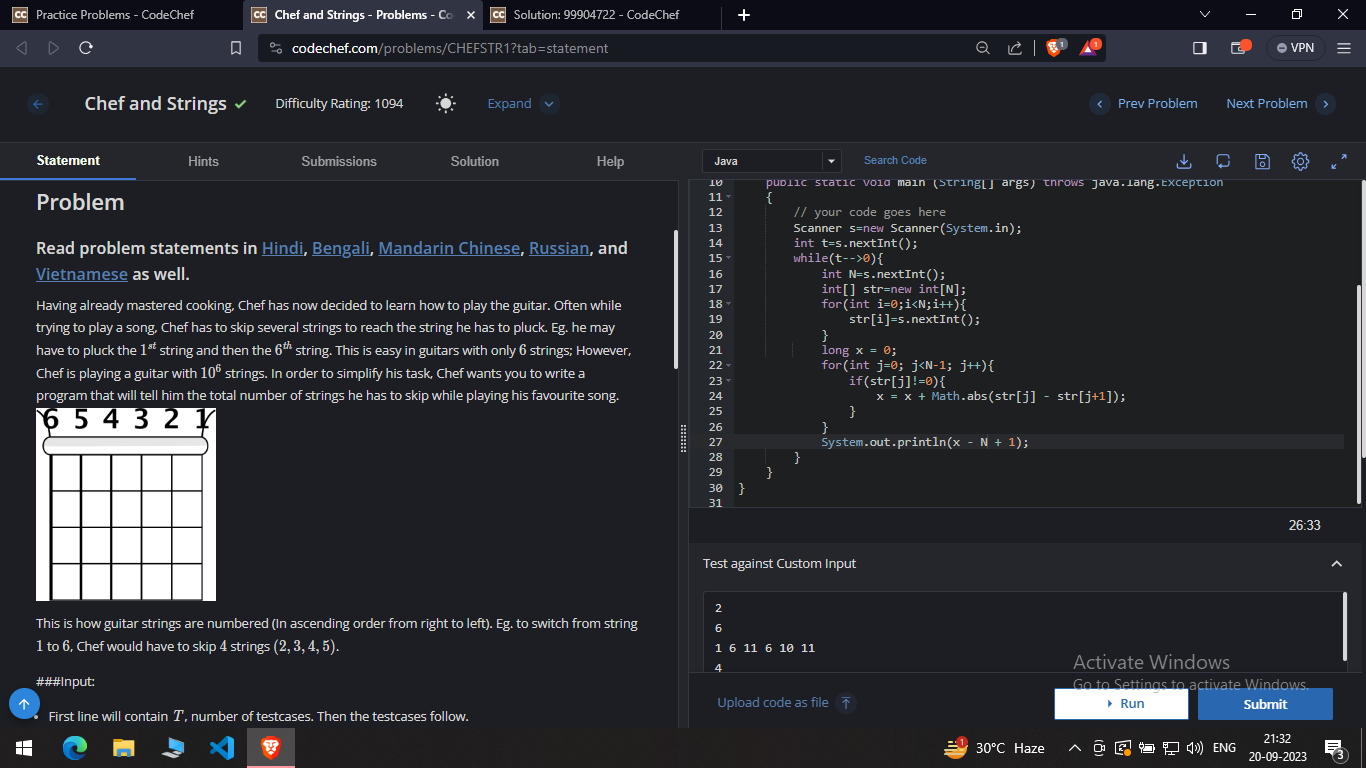 Practice Problems - CodeChef
Chef and Strings - Problems - Co
Solution: 99904722 - CodeChef
codechef.com/problems/CHEFSTR1?tab=statement
1
1
VPN
Chef and Strings
Difficulty Rating: 1094
Expand
Prev Problem
Next Problem
Statement
Hints
Submissions
Solution
Help
Problem
Read problem statements in Hindi, Bengali, Mandarin Chinese, Russian, and
Vietnamese as well.
Having already mastered cooking, Chef has now decided to learn how to play the guitar. Often while
trying to play a song, Chef has to skip several strings to reach the string he has to pluck. Eg. he may
have to pluck the 1st string and then the 6th string. This is easy in guitars with only 6 strings; However,
Chef is playing a guitar with 10^6 strings. In order to simplify his task, Chef wants you to write a
program that will tell him the total number of strings he has to skip while playing his favourite song.
6 5 4 3 2 1
This is how guitar strings are numbered (In ascending order from right to left). Eg. to switch from string
1 to 6, Chef would have to skip 4 strings (2, 3, 4, 5).
###Input:
First line will contain T, number of testcases. Then the testcases follow.
Java
Search Code
10 public static void main (String[] args) throws java.lang.Exception
11 {
12 // your code goes here
13 Scanner s=new Scanner(System.in);
14 int t=s.nextInt();
15 while(t-->0){
16 int N=s.nextInt();
17 int[] str=new int[N];
18 for(int i=0;i<N;i++){
19 str[i]=s.nextInt();
20 }
21 long x = 0;
22 for(int j=0; j<N-1; j++){
23 if(str[j]!=0){
24 x = x + Math.abs(str[j] - str[j+1]);
25 }
26 }
27 System.out.println(x - N + 1);
28 }
29 }
30 }
31
26:33
Test against Custom Input
2
6
1 6 11 6 10 11
4
Activate Windows
Go to Settings to activate Windows.
Upload code as file
Run
Submit
1
30°C Haze
ENG
21:32
20-09-2023
3